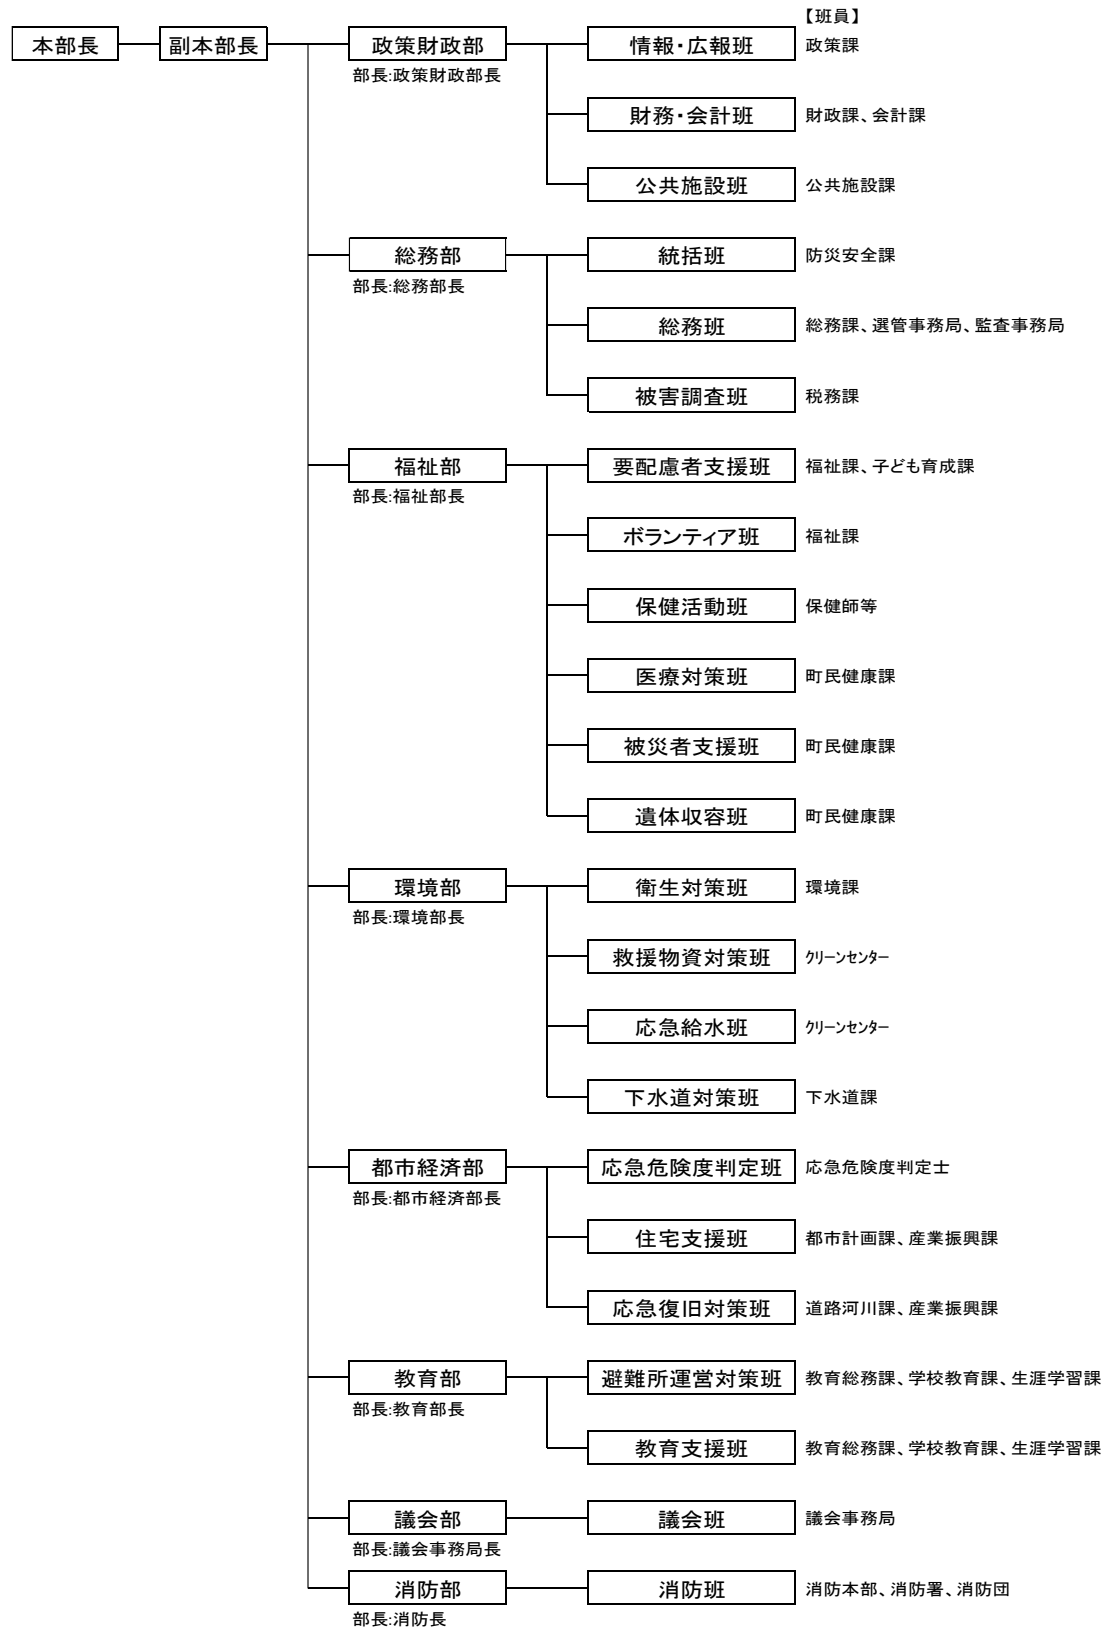 【班員】
本部長 副本部長 政策財政部 情報・広報班 政策課
部長:政策財政部長
財務・会計班 財政課、会計課
公共施設班 公共施設課
総務部 統括班 防災安全課
部長:総務部長
総務班 総務課、選管事務局、監査事務局
被害調査班 税務課
福祉部 要配慮者支援班 福祉課、子ども育成課
部長:福祉部長
ボランティア班 福祉課
保健活動班 保健師等
医療対策班 町民健康課
被災者支援班 町民健康課
遺体収容班 町民健康課
環境部 衛生対策班 環境課
部長:環境部長
救援物資対策班 ｸﾘｰﾝｾﾝﾀｰ
応急給水班 ｸﾘｰﾝｾﾝﾀｰ
下水道対策班 下水道課
都市経済部 応急危険度判定班 応急危険度判定士
部長:都市経済部長
住宅支援班 都市計画課、産業振興課
応急復旧対策班 道路河川課、産業振興課
教育部 避難所運営対策班 教育総務課、学校教育課、生涯学習課
部長:教育部長
教育支援班 教育総務課、学校教育課、生涯学習課
議会部 議会班 議会事務局
部長:議会事務局長
消防部 消防班 消防本部、消防署、消防団
部長:消防長